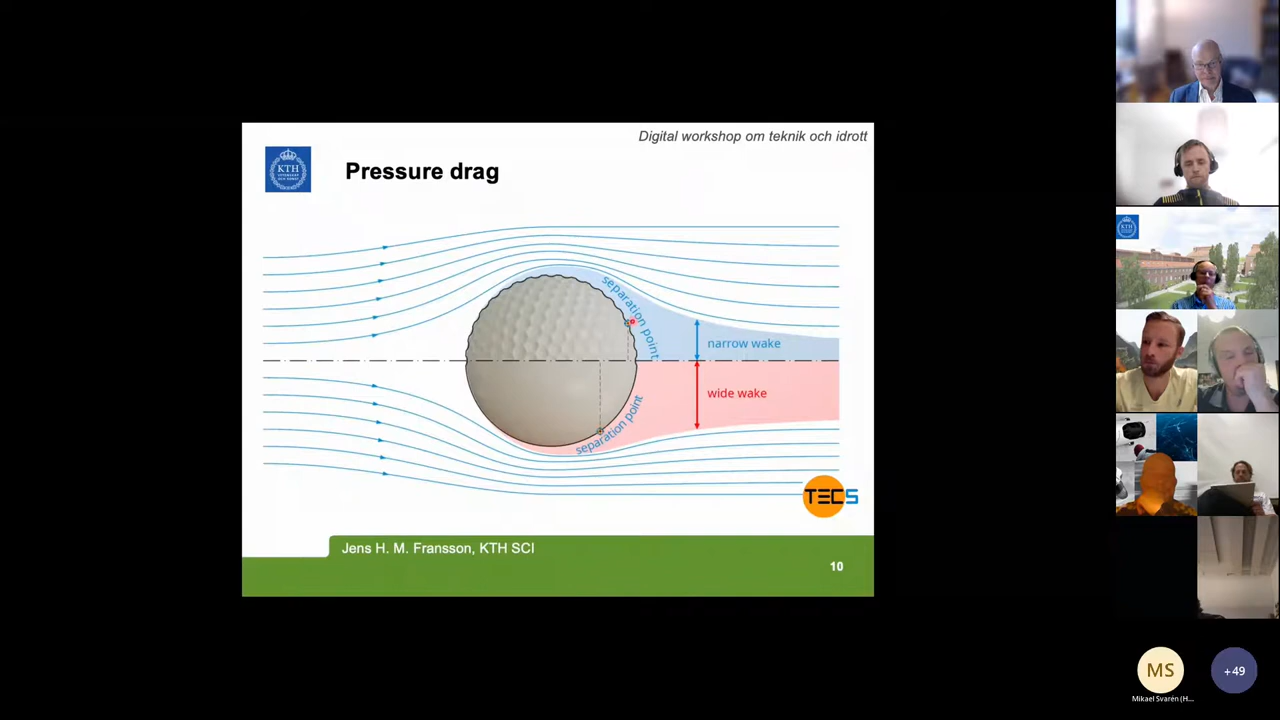 Digital workshop om teknik och idrott
KTH
Pressure drag
separation point
narrow wake
wide wake
separation point
TECS
Jens H. M. Fransson, KTH SCI
10
MS
+49
Mikael Svarén (H...